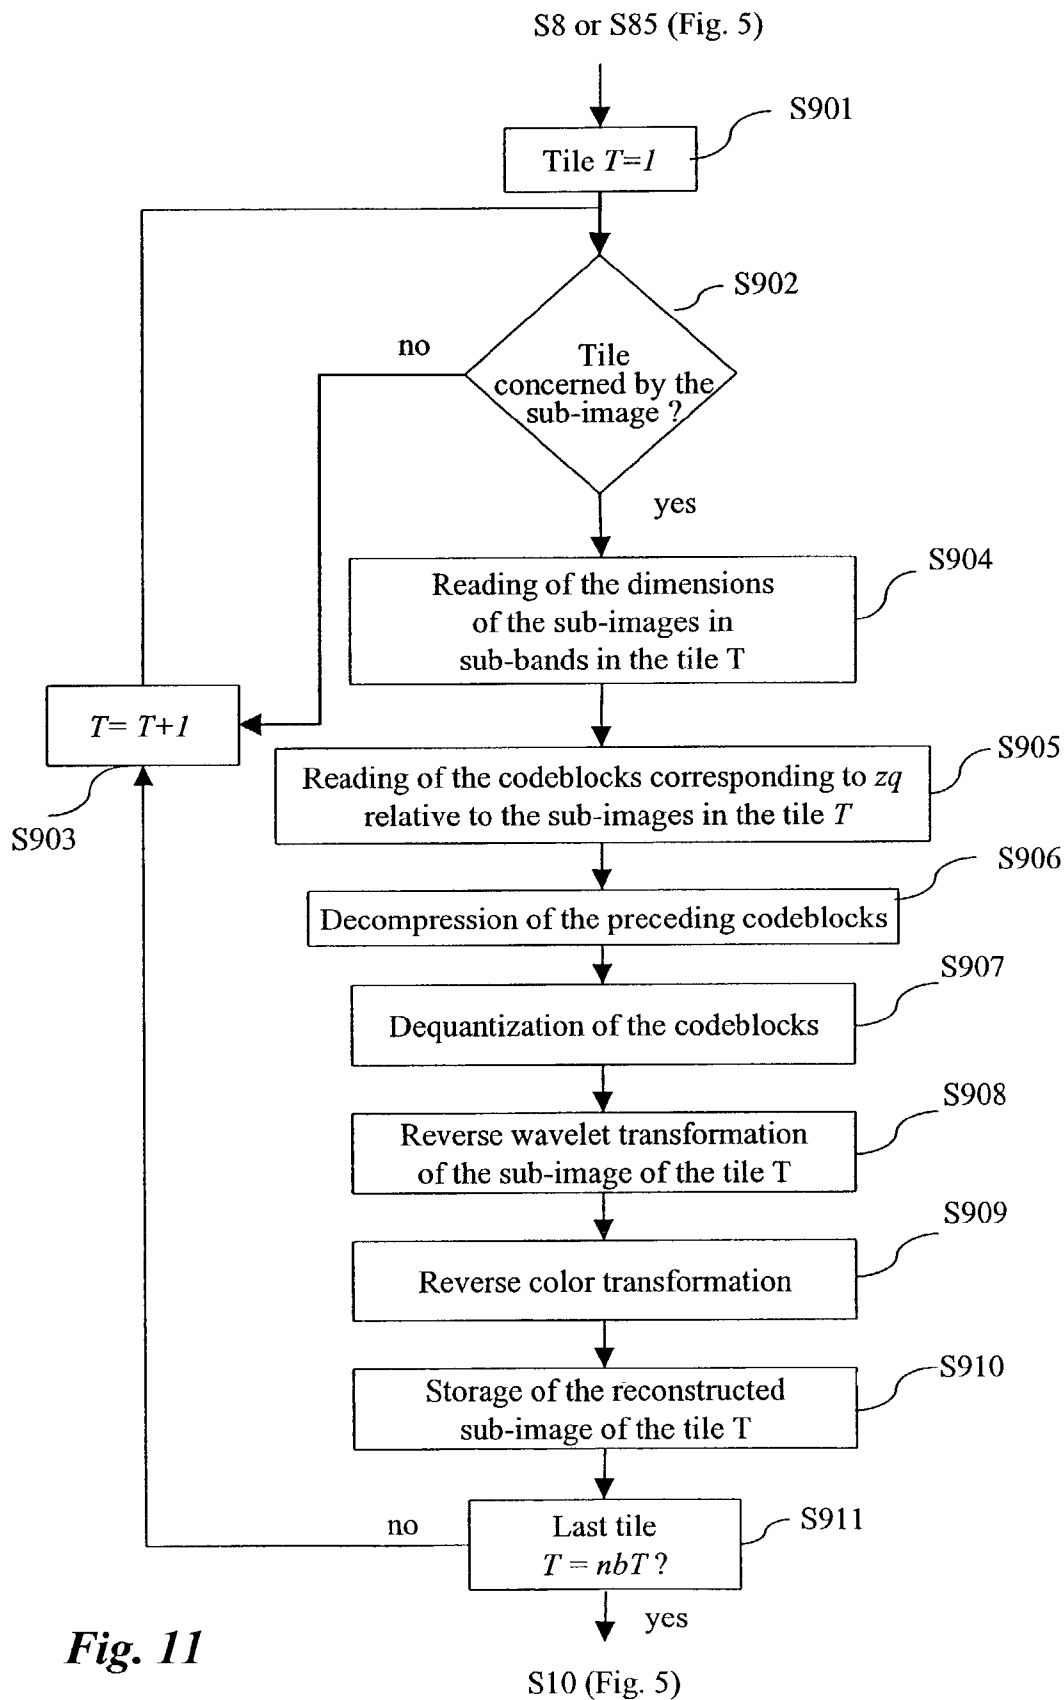 S8 or S85 (Fig. 5)
S901
Tile T=1
S902
no
Tile
concerned by the
sub-image ?
yes
S904
Reading of the dimensions
of the sub-images in
sub-bands in the tile T
T= T+1
S903
S905
Reading of the codeblocks corresponding to zq
relative to the sub-images in the tile T
S906
Decompression of the preceding codeblocks
S907
Dequantization of the codeblocks
S908
Reverse wavelet transformation
of the sub-image of the tile T
S909
Reverse color transformation
S910
Storage of the reconstructed
sub-image of the tile T
S911
no
Last tile
T = nbT ?
yes
Fig. 11
S10 (Fig. 5)